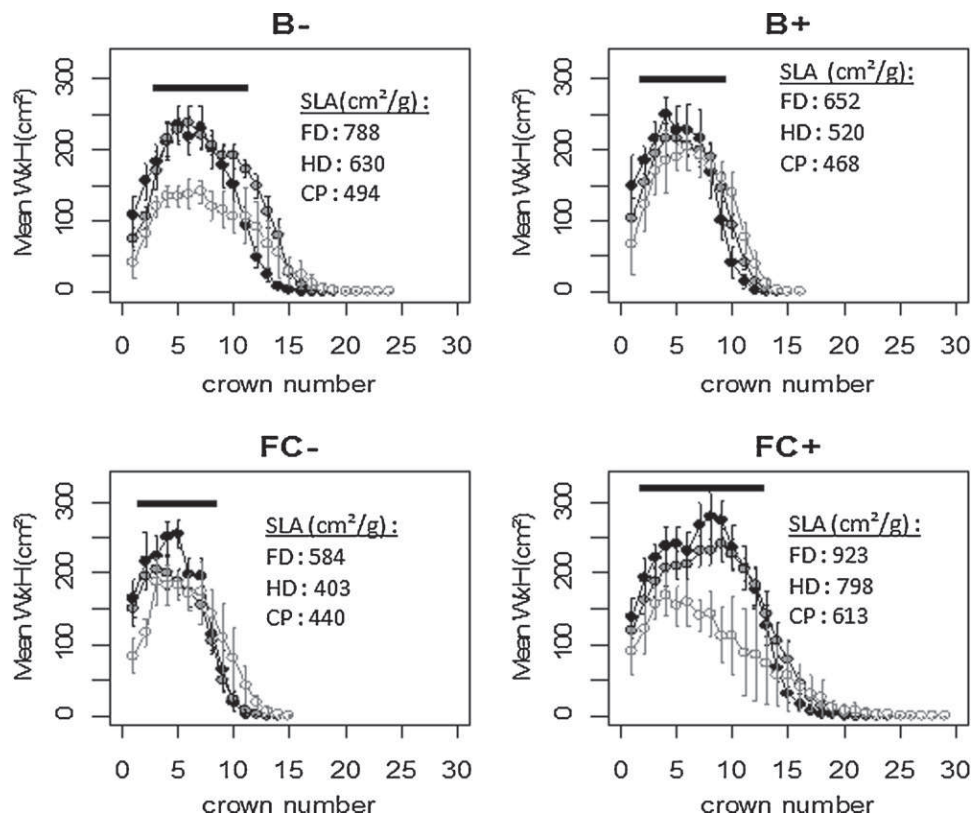 B-
Mean WxH(cm²)
300
200
100
0
SLA(cm²/g) :
FD : 788
HD : 630
CP : 494
0 5 10 15 20 25 30
crown number
B+
Mean WxH(cm²)
300
200
100
0
SLA (cm²/g) :
FD : 652
HD : 520
CP : 468
0 5 10 15 20 25 30
crown number
FC-
Mean WxH(cm²)
300
200
100
0
SLA (cm²/g) :
FD : 584
HD : 403
CP : 440
0 5 10 15 20 25 30
crown number
FC+
Mean WxH(cm²)
300
200
100
0
SLA (cm²/g) :
FD : 923
HD : 798
CP : 613
0 5 10 15 20 25 30
crown number